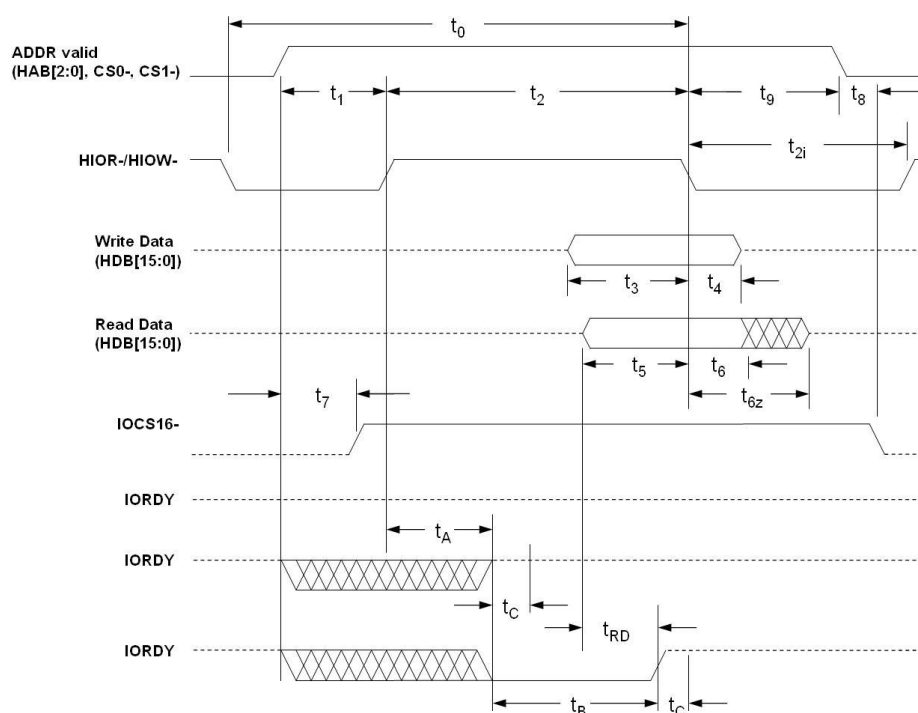 t0
ADDR valid
(HAB[2:0], CS0-, CS1-)
t1
t2
t9
t8
t2i
HIOR-/HIOW-
Write Data
(HDB[15:0])
t3
t4
Read Data
(HDB[15:0])
t5
t6
t6z
t7
IOCS16-
IORDY
tA
IORDY
tC
tRD
IORDY
tB
tC